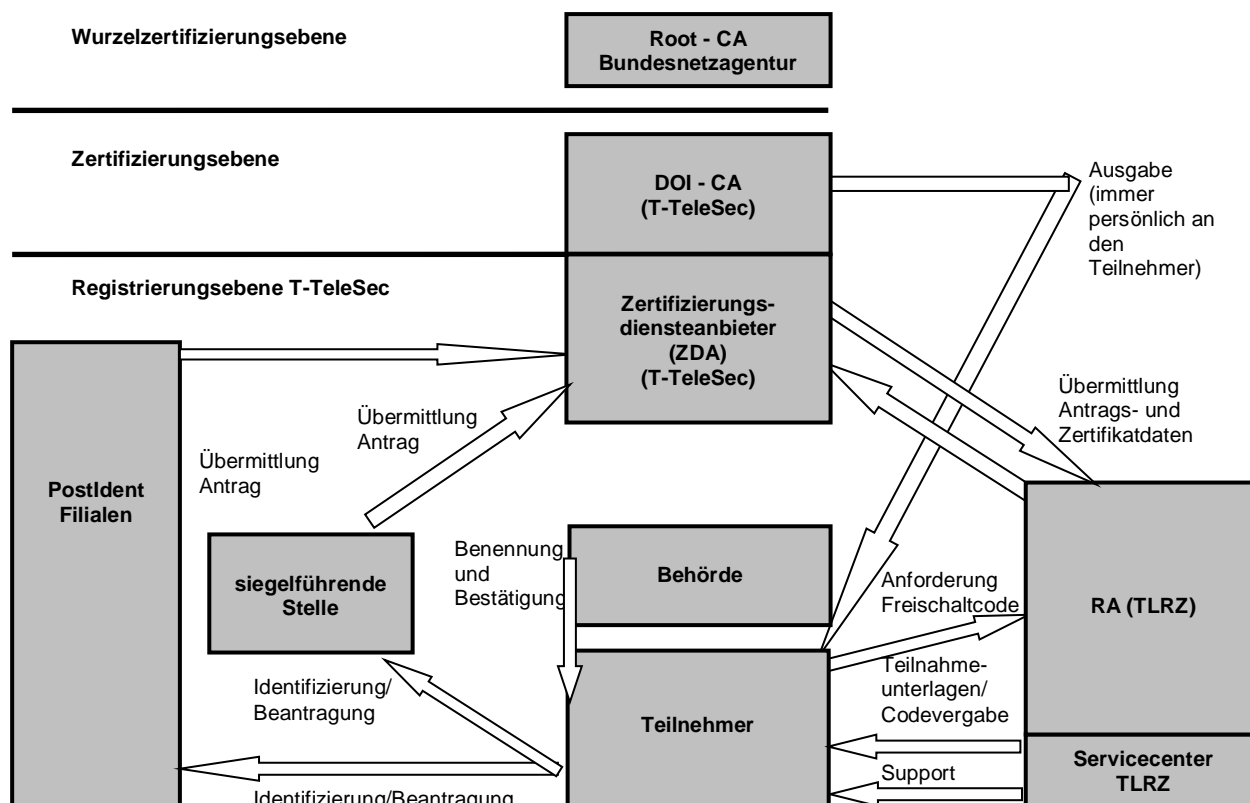 Wurzelzertifizierungsebene
Root - CA
Bundesnetzagentur
Zertifizierungsebene
DOI - CA
(T-TeleSec)
Ausgabe
(immer
persönlich an
den
Teilnehmer)
Registrierungsebene T-TeleSec
Zertifizierungs-
diensteanbieter
(ZDA)
(T-TeleSec)
Übermittlung
Antrags- und
Zertifikatdaten
Übermittlung
Antrag
Übermittlung
Antrag
PostIdent
Filialen
siegelführende
Stelle
Benennung
und
Bestätigung
Behörde
Anforderung
Freischaltcode
RA (TLRZ)
Identifizierung/
Beantragung
Teilnehmer
Teilnahme-
unterlagen/
Codevergabe
Support
Servicecenter
TLRZ
Identifizierung/Beantragung